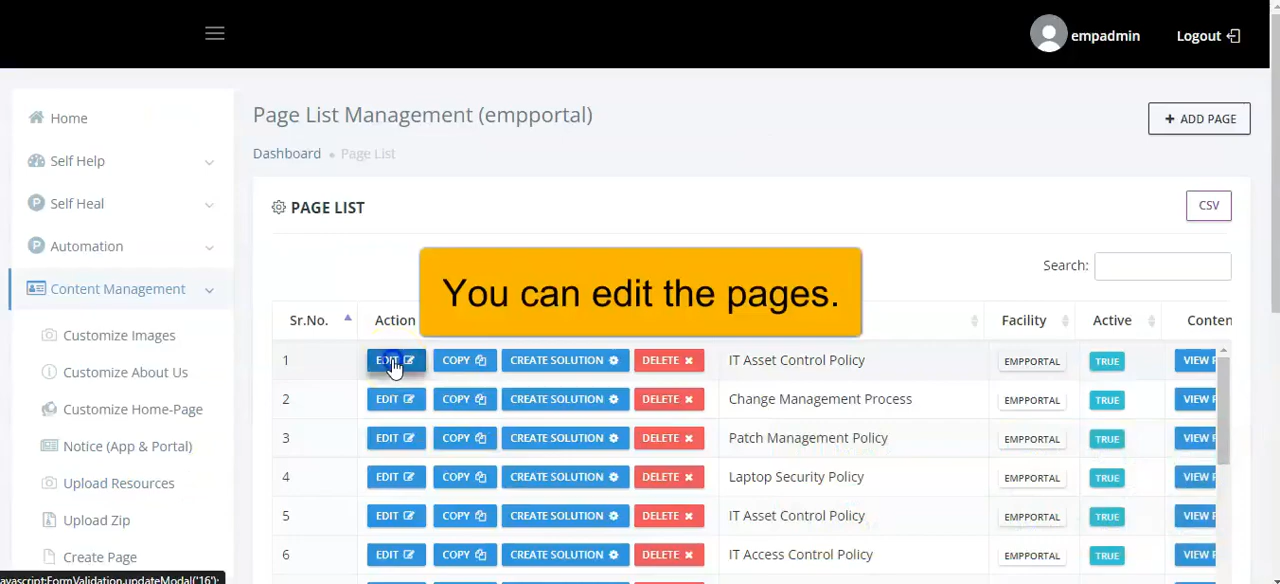 empadmin
Logout
Home
Self Help
Self Heal
Automation
Content Management
Customize Images
Customize About Us
Customize Home-Page
Notice (App & Portal)
Upload Resources
Upload Zip
Create Page
Page List Management (empportal)
+ ADD PAGE
Dashboard • Page List
PAGE LIST
CSV
Search:
You can edit the pages.
Sr.No. Action Facility Active Conten
1 EDIT COPY CREATE SOLUTION DELETE IT Asset Control Policy EMPPORTAL TRUE VIEW
2 EDIT COPY CREATE SOLUTION DELETE Change Management Process EMPPORTAL TRUE VIEW
3 EDIT COPY CREATE SOLUTION DELETE Patch Management Policy EMPPORTAL TRUE VIEW
4 EDIT COPY CREATE SOLUTION DELETE Laptop Security Policy EMPPORTAL TRUE VIEW
5 EDIT COPY CREATE SOLUTION DELETE IT Asset Control Policy EMPPORTAL TRUE VIEW
6 EDIT COPY CREATE SOLUTION DELETE IT Access Control Policy EMPPORTAL TRUE VIEW
avascript:FormValidation.updateModal('16');